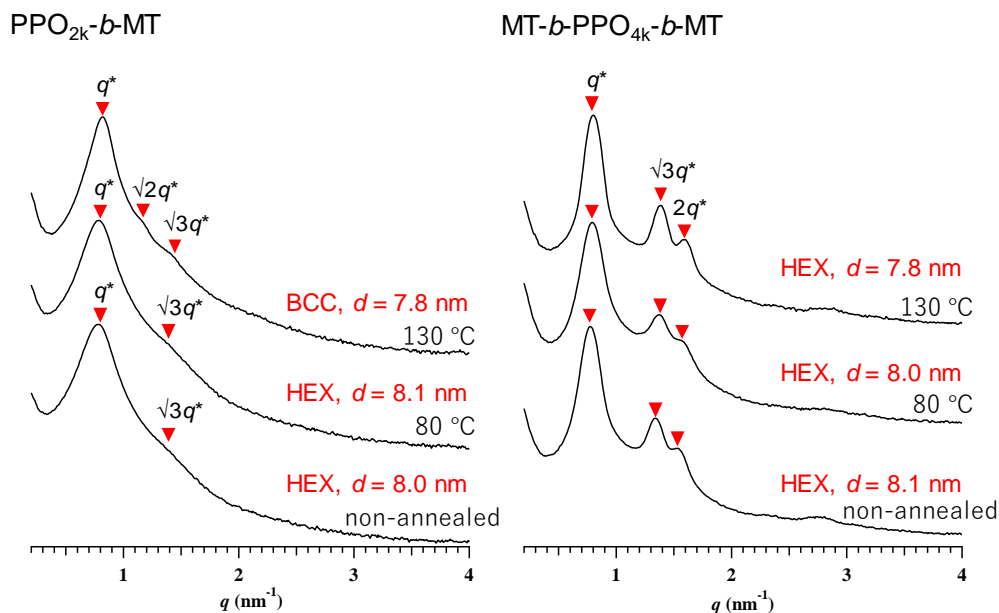 PPO2k-b-MT
q*
√2q*
√3q*
q*
BCC, d = 7.8 nm
130 °C
√3q*
q*
HEX, d = 8.1 nm
80 °C
√3q*
HEX, d = 8.0 nm
non-annealed
1
2
3
4
q (nm-1)
MT-b-PPO4k-b-MT
q*
√3q*
2q*
HEX, d = 7.8 nm
130 °C
HEX, d = 8.0 nm
80 °C
HEX, d = 8.1 nm
non-annealed
1
2
3
4
q (nm-1)